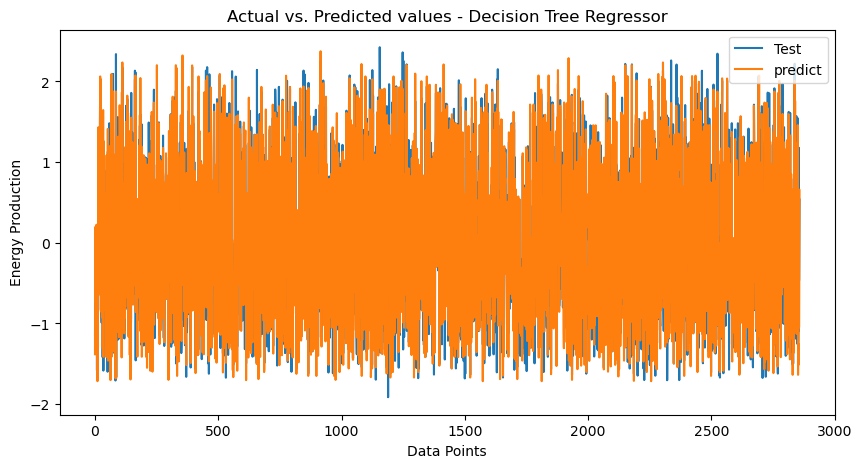 Actual vs. Predicted values - Decision Tree Regressor
Test
predict
2
1
0
−1
−2
Energy Production
0
500
1000
1500
2000
2500
3000
Data Points